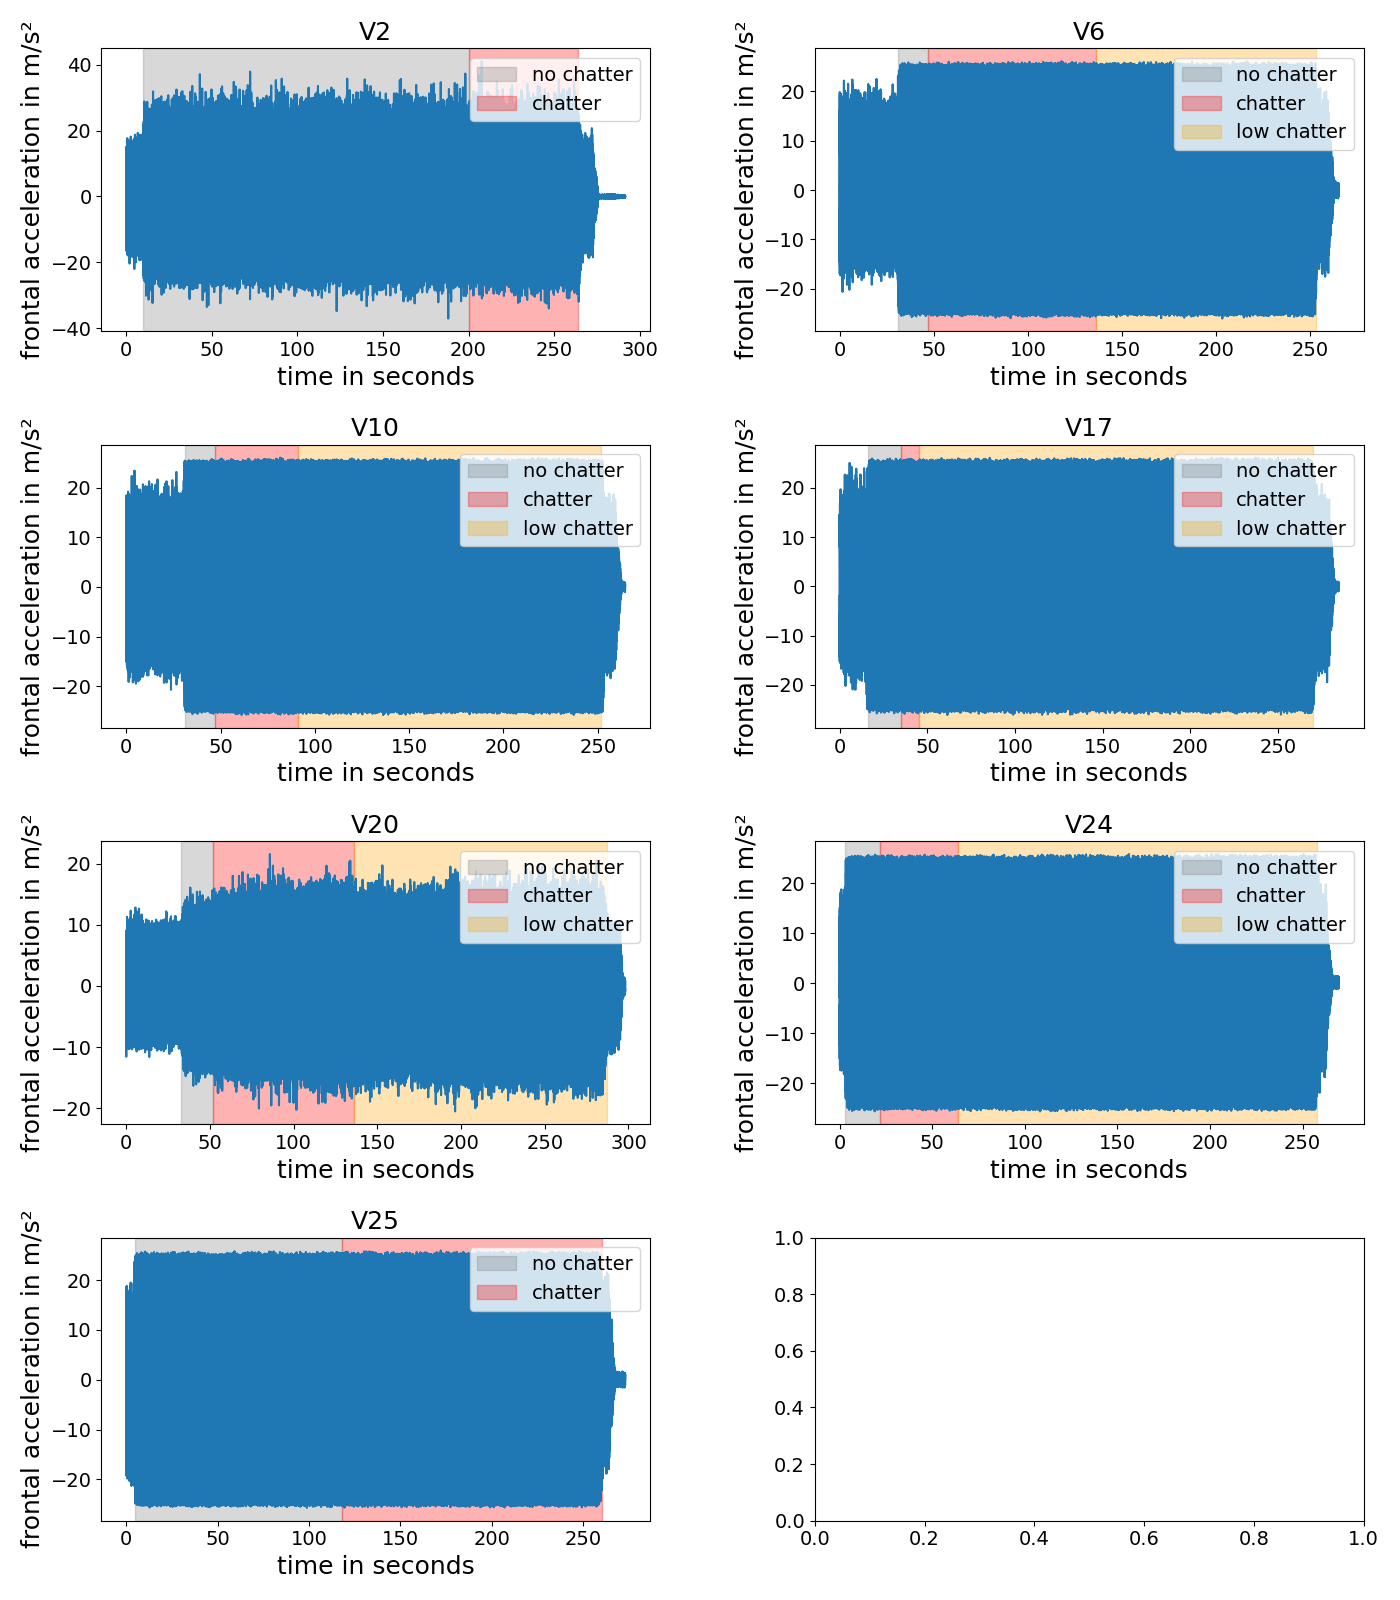 V2
frontal acceleration in m/s²
40
20
0
−20
−40
no chatter
chatter
0 50 100 150 200 250 300
time in seconds
V6
frontal acceleration in m/s²
20
10
0
−10
−20
no chatter
chatter
low chatter
0 50 100 150 200 250
time in seconds
V10
frontal acceleration in m/s²
20
10
0
−10
−20
no chatter
chatter
low chatter
0 50 100 150 200 250
time in seconds
V17
frontal acceleration in m/s²
20
10
0
−10
−20
no chatter
chatter
low chatter
0 50 100 150 200 250
time in seconds
V20
frontal acceleration in m/s²
20
10
0
−10
−20
no chatter
chatter
low chatter
0 50 100 150 200 250 300
time in seconds
V24
frontal acceleration in m/s²
20
10
0
−10
−20
no chatter
chatter
low chatter
0 50 100 150 200 250
time in seconds
V25
frontal acceleration in m/s²
20
10
0
−10
−20
no chatter
chatter
0 50 100 150 200 250
time in seconds
1.0
0.8
0.6
0.4
0.2
0.0
0.0 0.2 0.4 0.6 0.8 1.0